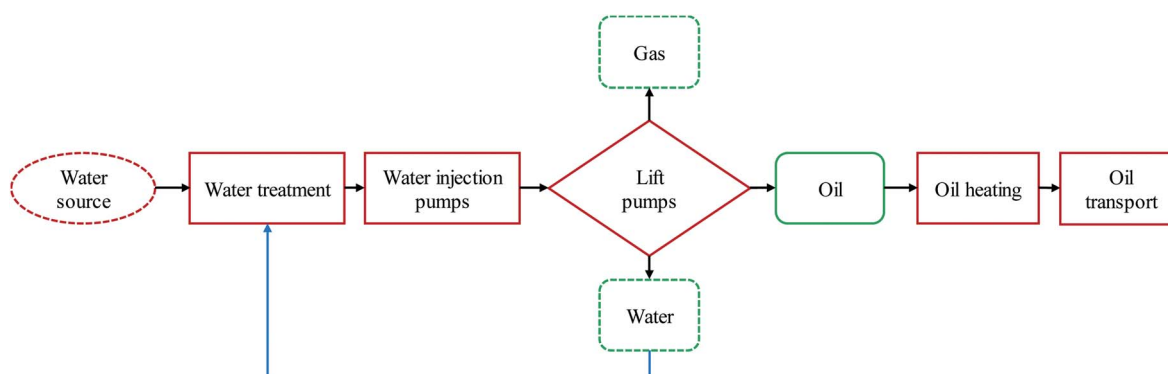 Gas
Water
source
Water treatment
Water injection
pumps
Lift
pumps
Oil
Oil heating
Oil
transport
Water